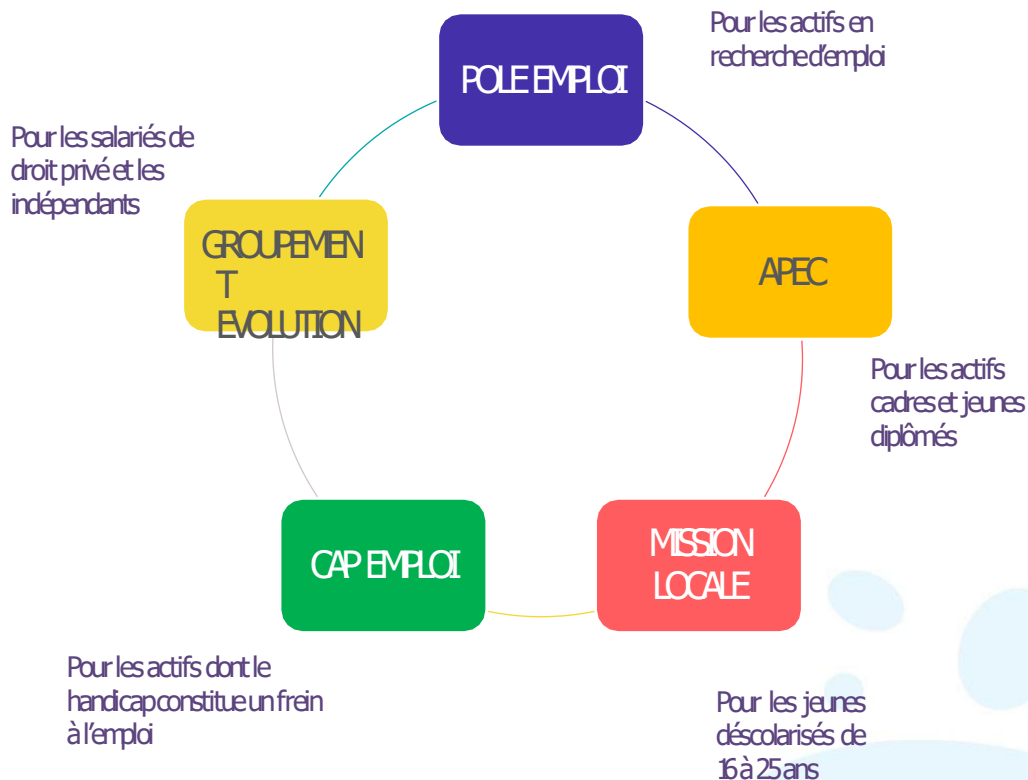 Pour les actifs en
recherche d'emploi
POLE EMPLOI
Pour les salariés de
droit privé et les
indépendants
GROUPEMEN
T
EVOLUTION
APEC
Pour les actifs
cadres et jeunes
diplômés
CAP EMPLOI
MISSION
LOCALE
Pour les actifs dont le
handicap constitue un frein
à l'emploi
Pour les jeunes
déscolarisés de
16 à 25 ans